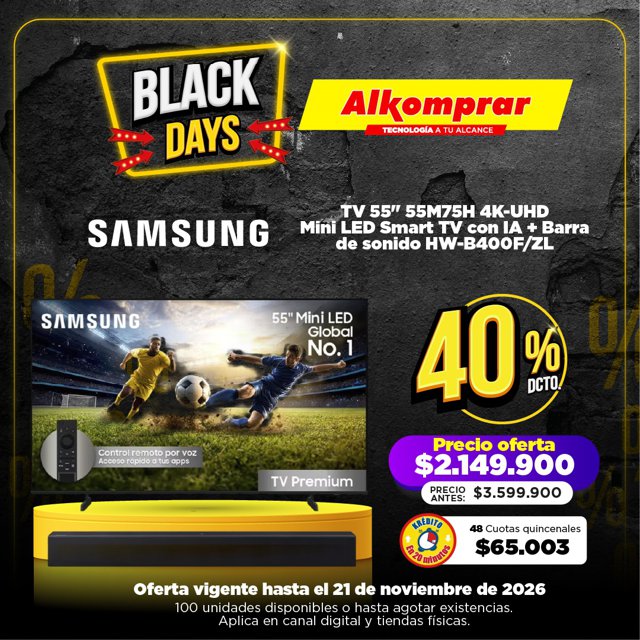 BLACK
DAYS
Alkomprar
TECNOLOGÍA A TU ALCANCE
SAMSUNG
TV 55" 55M75H 4K-UHD
Mini LED Smart TV con IA + Barra
de sonido HW-B400F/ZL
SAMSUNG
55" Mini LED
Global
No. 1
Control remoto por voz
Acceso rápido a tus apps
TV Premium
40% DCTO.
Precio oferta
$2.149.900
PRECIO ANTES: $3.599.900
KRÉDITO
En 20 minutos
48 Cuotas quincenales
$65.003
Oferta vigente hasta el 21 de noviembre de 2026
100 unidades disponibles o hasta agotar existencias.
Aplica en canal digital y tiendas físicas.